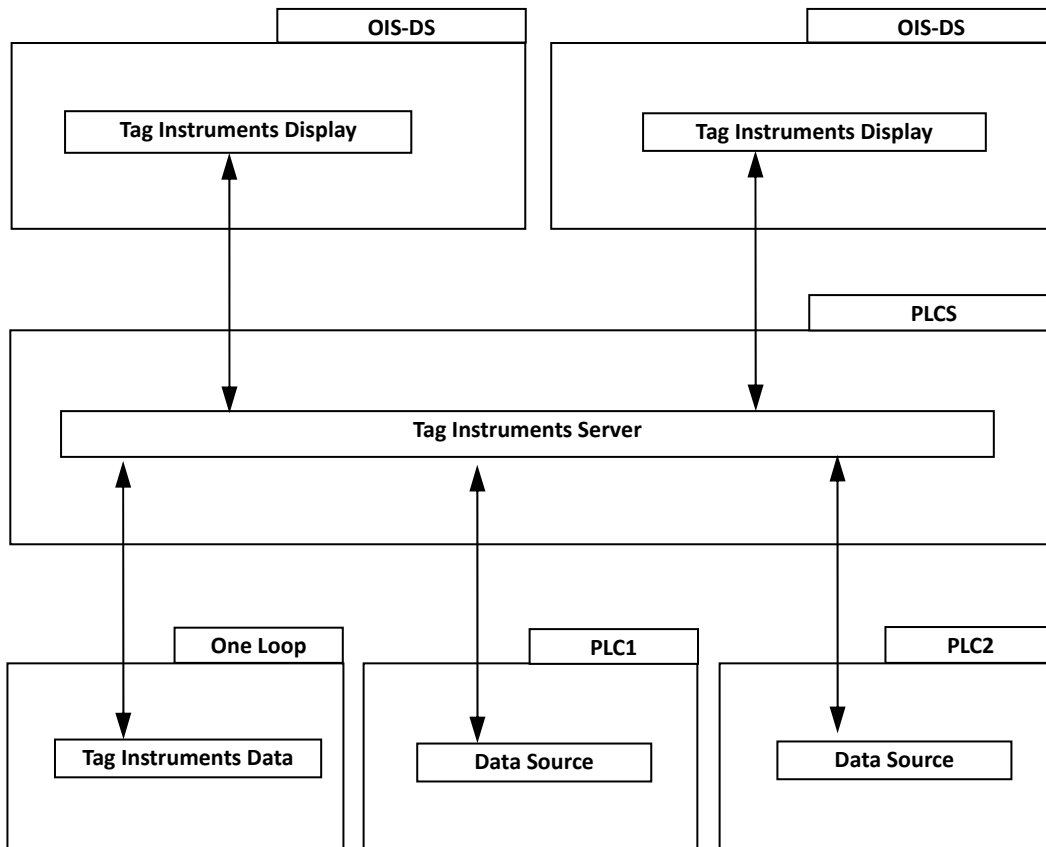 OIS-DS
OIS-DS
Tag Instruments Display
Tag Instruments Display
PLCS
Tag Instruments Server
One Loop
PLC1
PLC2
Tag Instruments Data
Data Source
Data Source